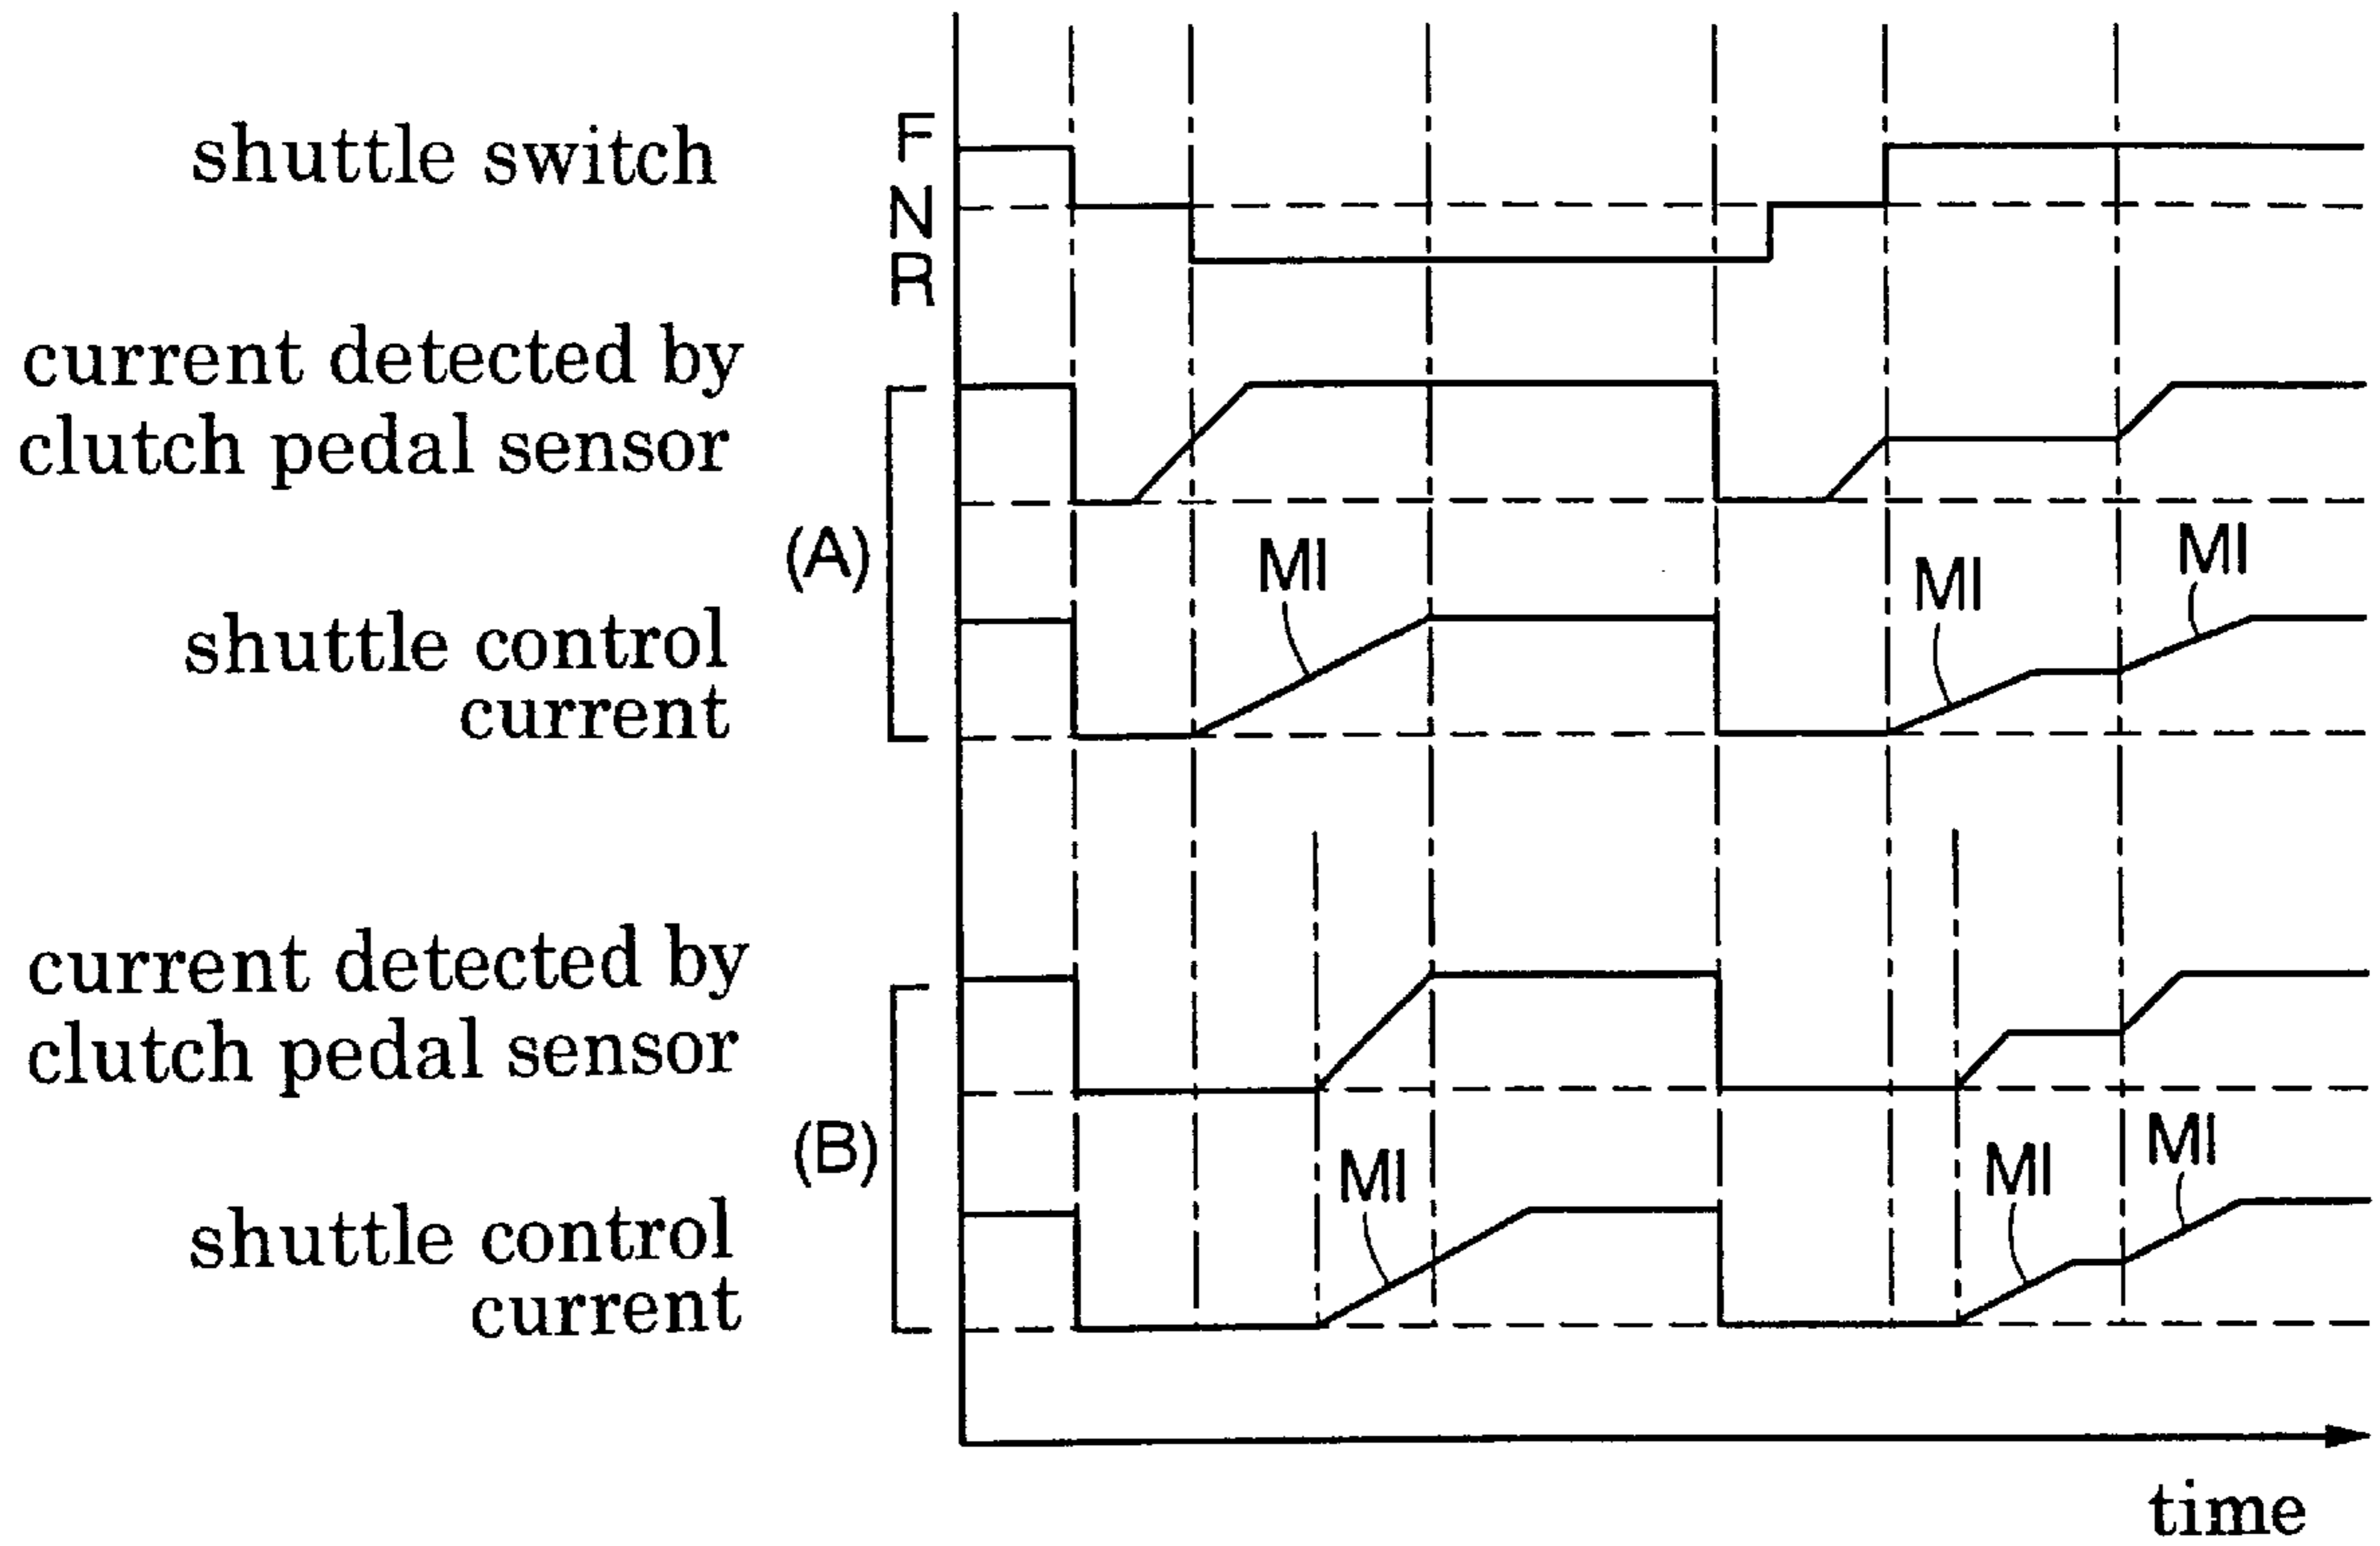 shuttle switch
F
N
R
current detected by
clutch pedal sensor
(A)
MI
MI
MI
shuttle control
current
current detected by
clutch pedal sensor
(B)
MI
MI
MI
shuttle control
current
time